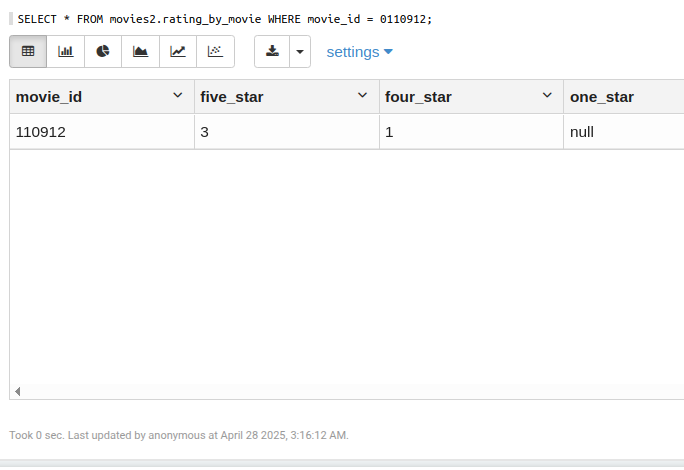 SELECT * FROM movies2.rating_by_movie WHERE movie_id = 0110912;
settings
movie_id five_star four_star one_star
110912 3 1 null
Took 0 sec. Last updated by anonymous at April 28 2025, 3:16:12 AM.